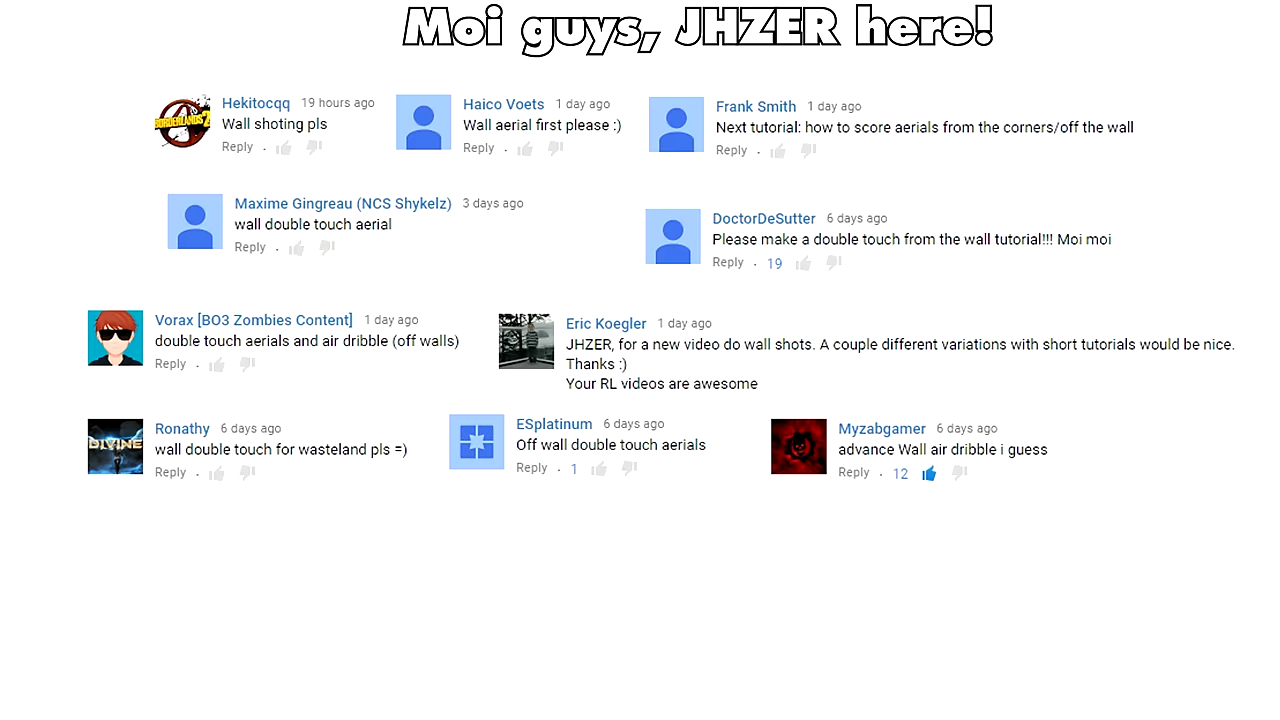 Moi guys, JHZER here!
Hekitocqq 19 hours ago
Wall shoting pls
Reply
Haico Voets 1 day ago
Wall aerial first please :)
Reply
Frank Smith 1 day ago
Next tutorial: how to score aerials from the corners/off the wall
Reply
Maxime Gingreau (NCS Shykelz) 3 days ago
wall double touch aerial
Reply
DoctorDeSutter 6 days ago
Please make a double touch from the wall tutorial!!! Moi moi
Reply · 19
Vorax [BO3 Zombies Content] 1 day ago
double touch aerials and air dribble (off walls)
Reply
Eric Koegler 1 day ago
JHZER, for a new video do wall shots. A couple different variations with short tutorials would be nice.
Thanks :)
Your RL videos are awesome
DIVINE
Ronathy 6 days ago
wall double touch for wasteland pls =)
Reply
ESplatinum 6 days ago
Off wall double touch aerials
Reply · 1
Myzabgamer 6 days ago
advance Wall air dribble i guess
Reply · 12